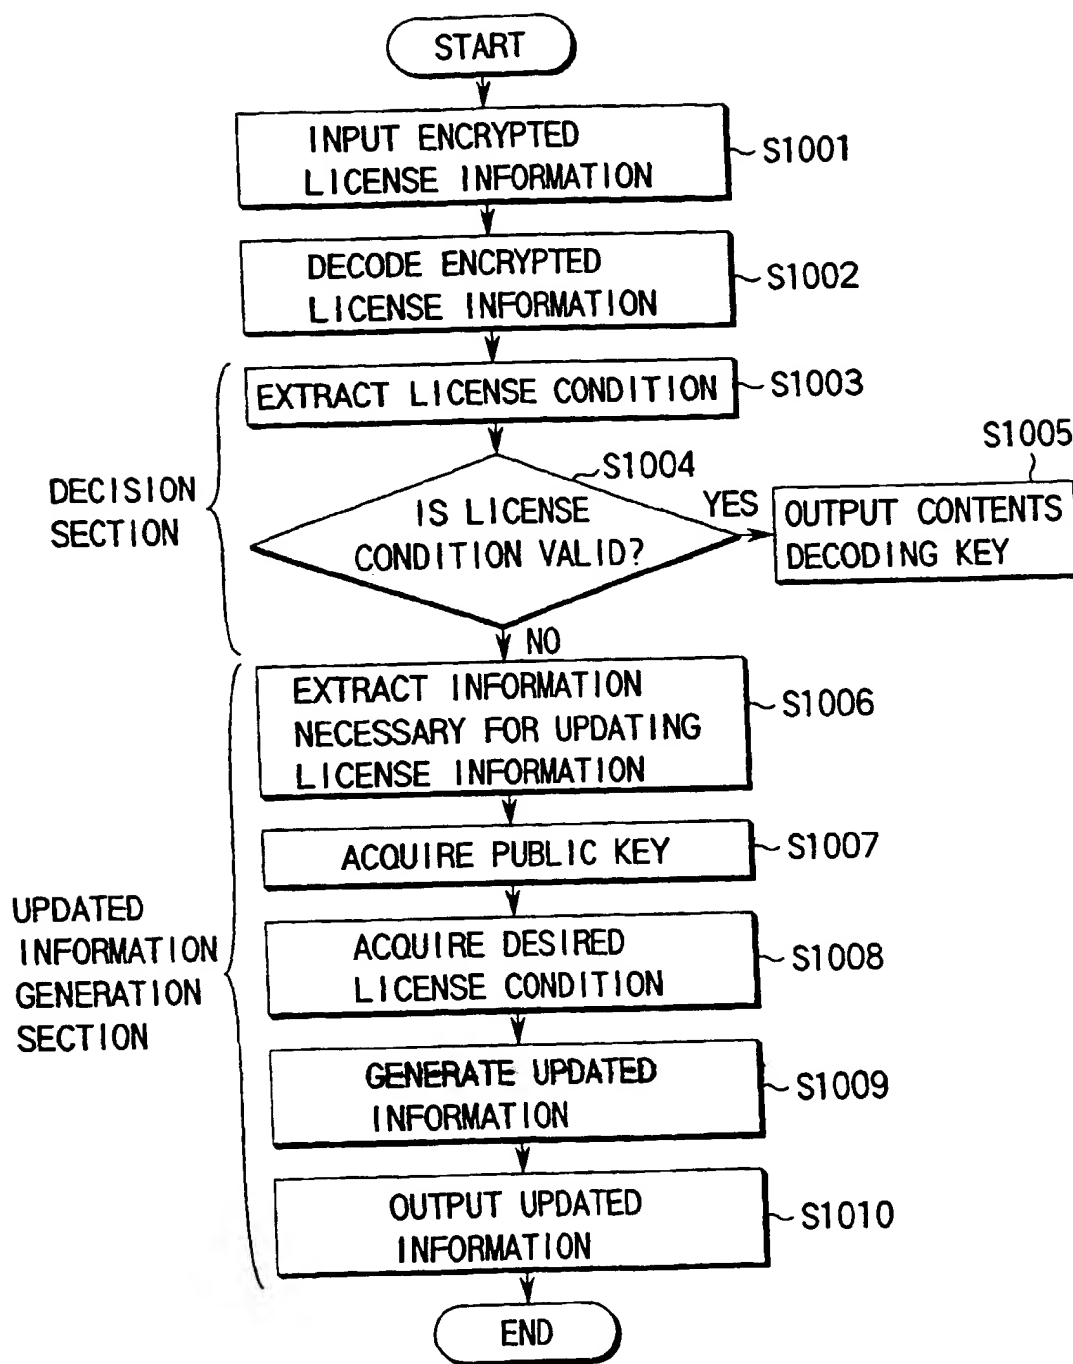 START
INPUT ENCRYPTED
LICENSE INFORMATION
S1001
DECODE ENCRYPTED
LICENSE INFORMATION
S1002
EXTRACT LICENSE CONDITION
S1003
DECISION
SECTION
IS LICENSE
CONDITION VALID?
S1004
YES
S1005
OUTPUT CONTENTS
DECODING KEY
NO
EXTRACT INFORMATION
NECESSARY FOR UPDATING
LICENSE INFORMATION
S1006
ACQUIRE PUBLIC KEY
S1007
UPDATED
INFORMATION
GENERATION
SECTION
ACQUIRE DESIRED
LICENSE CONDITION
S1008
GENERATE UPDATED
INFORMATION
S1009
OUTPUT UPDATED
INFORMATION
S1010
END